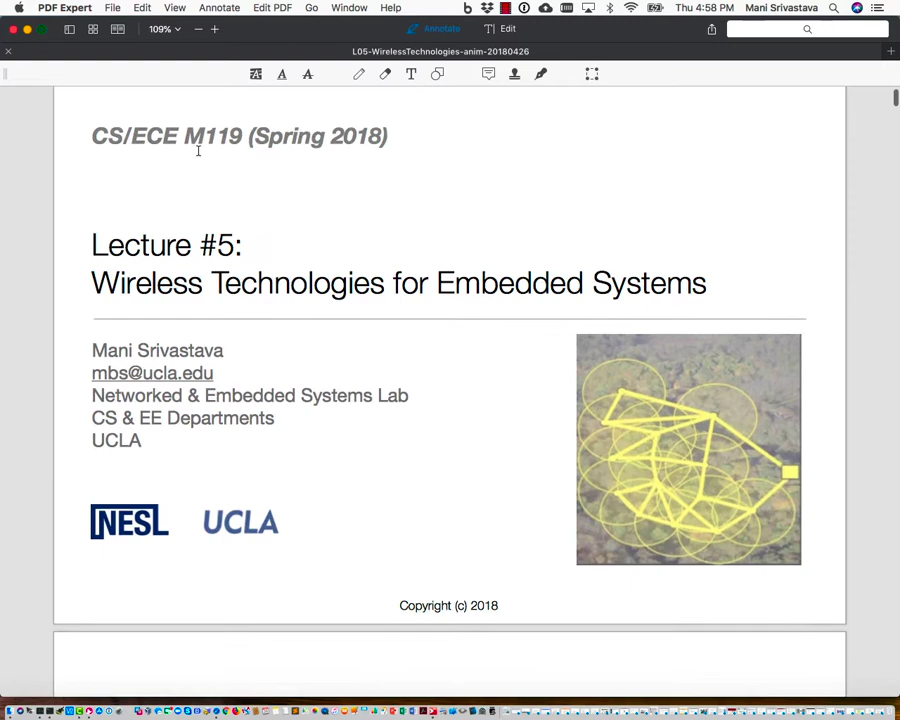 PDF Expert File Edit View Annotate Edit PDF Go Window Help Thu 4:58 PM Mani Srivastava
109% Annotate Edit
L05-WirelessTechnologies-anim-20180426
CS/ECE M119 (Spring 2018)
Lecture #5:
Wireless Technologies for Embedded Systems
Mani Srivastava
mbs@ucla.edu
Networked & Embedded Systems Lab
CS & EE Departments
UCLA
NESL UCLA
Copyright (c) 2018